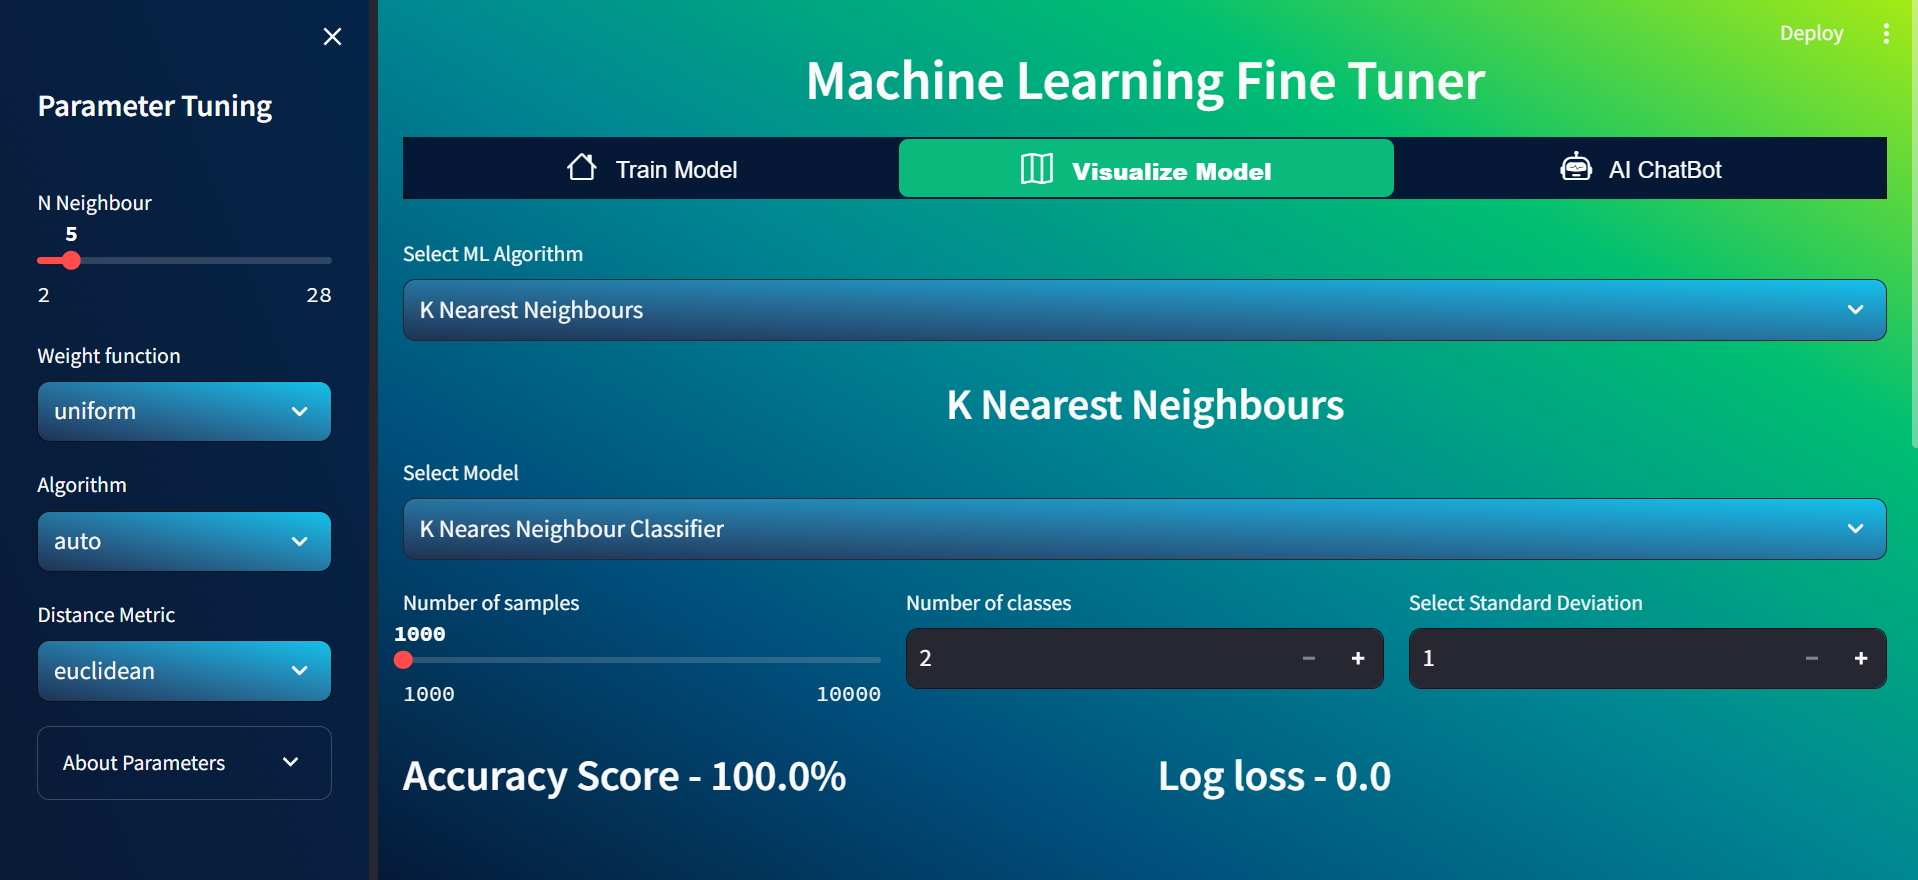 Parameter Tuning
N Neighbour
5
2 28
Weight function
uniform
Algorithm
auto
Distance Metric
euclidean
About Parameters
Deploy
Machine Learning Fine Tuner
Train Model
Visualize Model
AI ChatBot
Select ML Algorithm
K Nearest Neighbours
K Nearest Neighbours
Select Model
K Neares Neighbour Classifier
Number of samples
1000
1000 10000
Number of classes
2
Select Standard Deviation
1
Accuracy Score - 100.0%
Log loss - 0.0